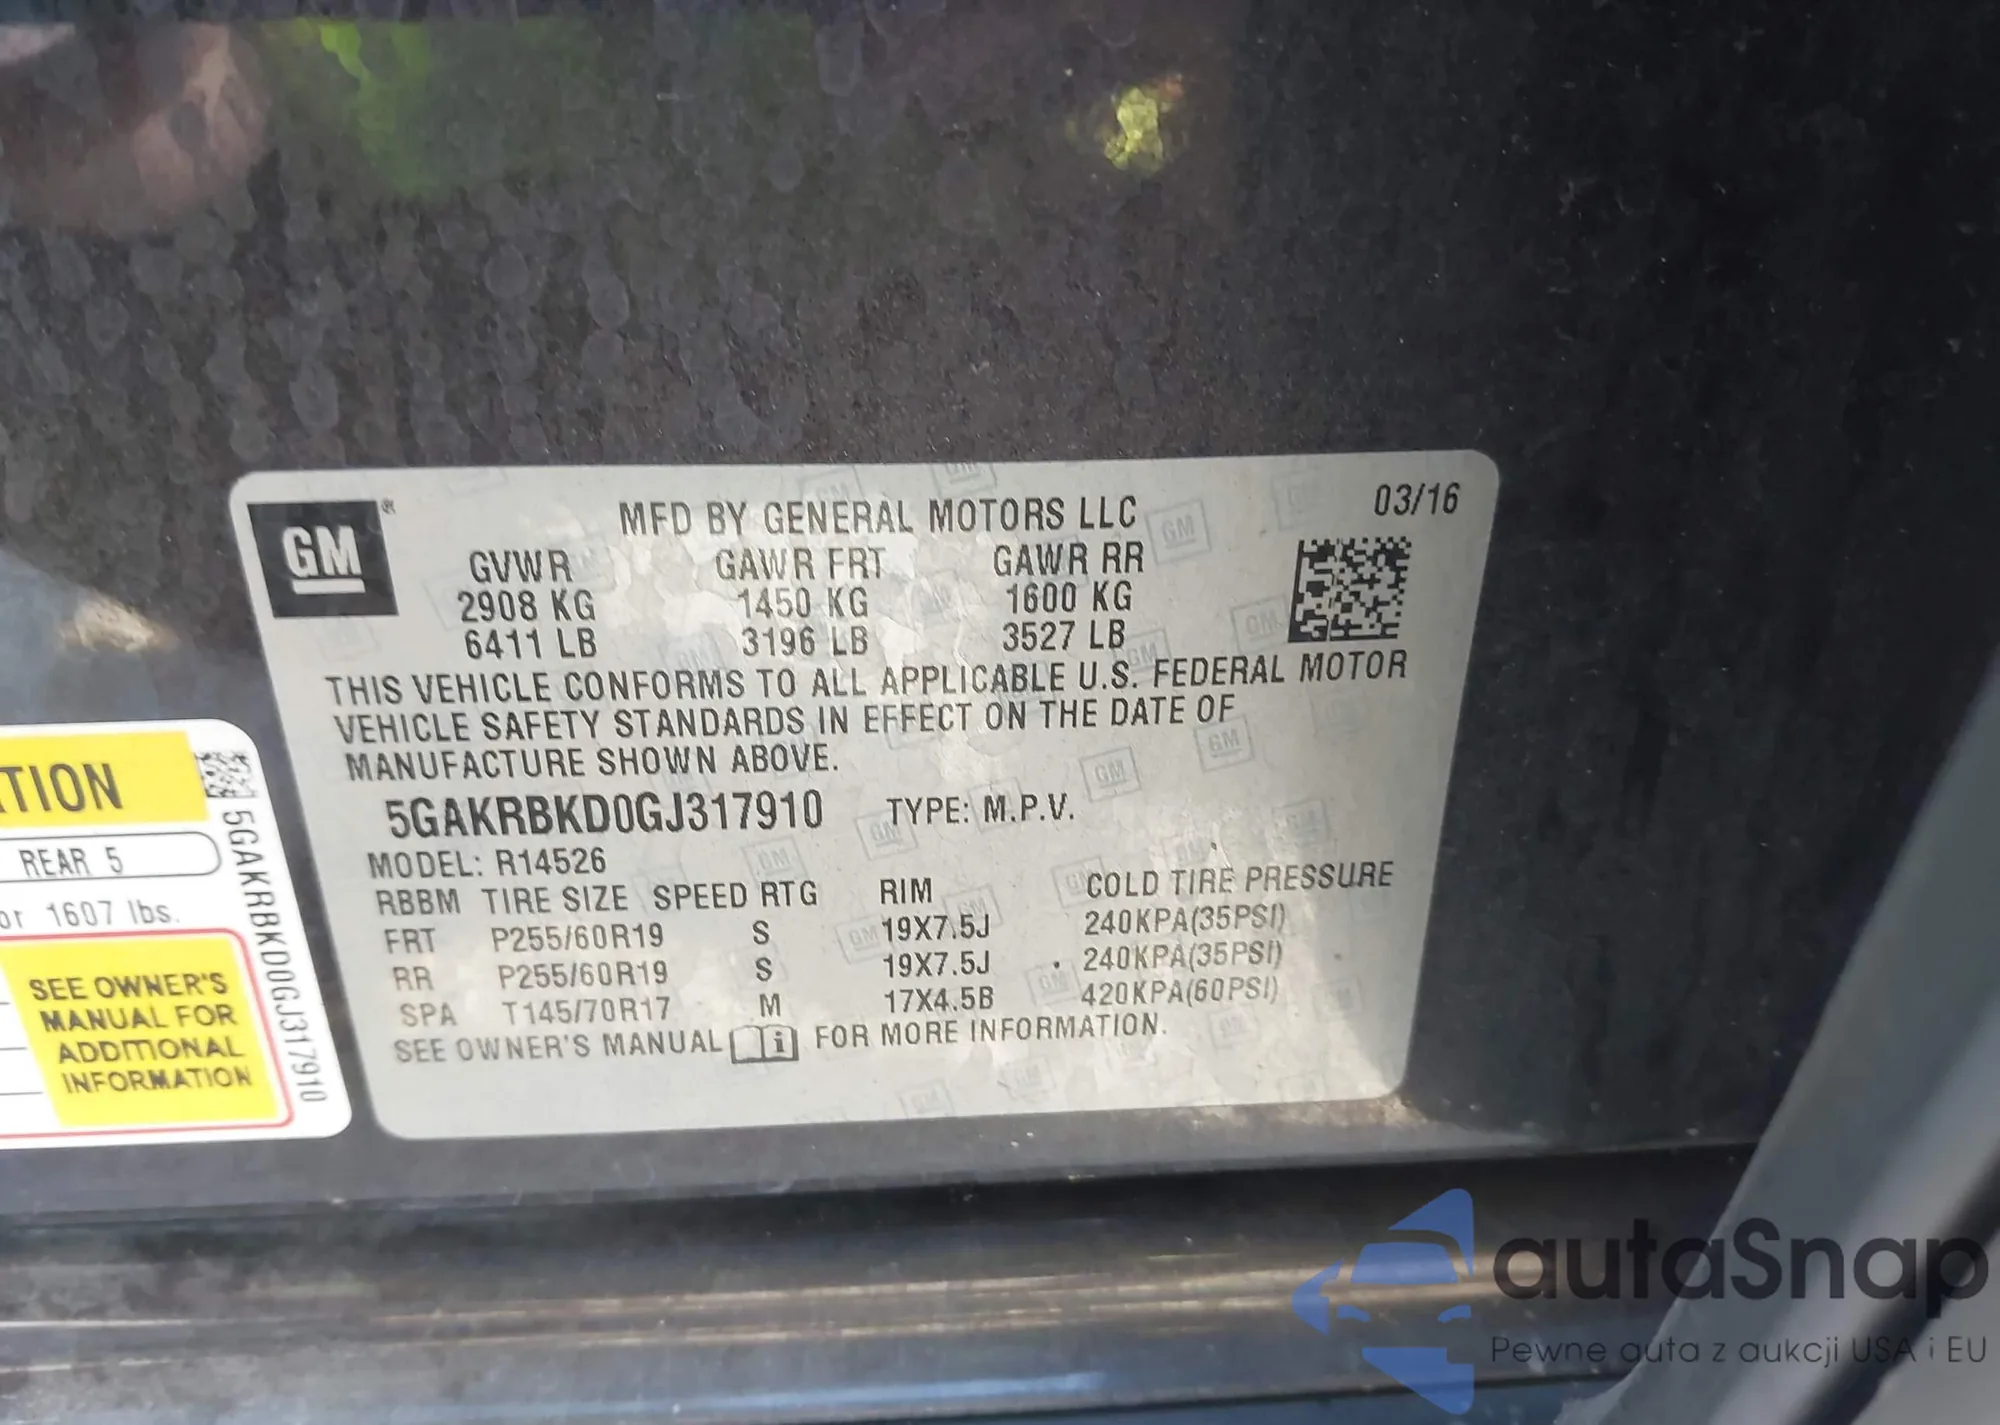 GM
®
MFD BY GENERAL MOTORS LLC
03/16
GVWR GAWR FRT GAWR RR
2908 KG 1450 KG 1600 KG
6411 LB 3196 LB 3527 LB
THIS VEHICLE CONFORMS TO ALL APPLICABLE U.S. FEDERAL MOTOR
VEHICLE SAFETY STANDARDS IN EFFECT ON THE DATE OF
MANUFACTURE SHOWN ABOVE.
5GAKRBKD0GJ317910 TYPE: M.P.V.
MODEL: R14526
RBBM TIRE SIZE SPEED RTG RIM COLD TIRE PRESSURE
FRT P255/60R19 S 19X7.5J 240KPA(35PSI)
RR P255/60R19 S 19X7.5J 240KPA(35PSI)
SPA T145/70R17 M 17X4.5B 420KPA(60PSI)
SEE OWNER'S MANUAL i FOR MORE INFORMATION.
TION
REAR 5
or 1607 lbs.
SEE OWNER'S
MANUAL FOR
ADDITIONAL
INFORMATION
5GAKRBKD0GJ317910
autaSnap
Pewne auta z aukcji USA i EU